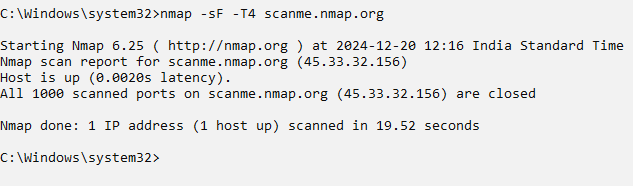 C:\Windows\system32>nmap -sF -T4 scanme.nmap.org
Starting Nmap 6.25 ( http://nmap.org ) at 2024-12-20 12:16 India Standard Time
Nmap scan report for scanme.nmap.org (45.33.32.156)
Host is up (0.0020s latency).
All 1000 scanned ports on scanme.nmap.org (45.33.32.156) are closed
Nmap done: 1 IP address (1 host up) scanned in 19.52 seconds
C:\Windows\system32>